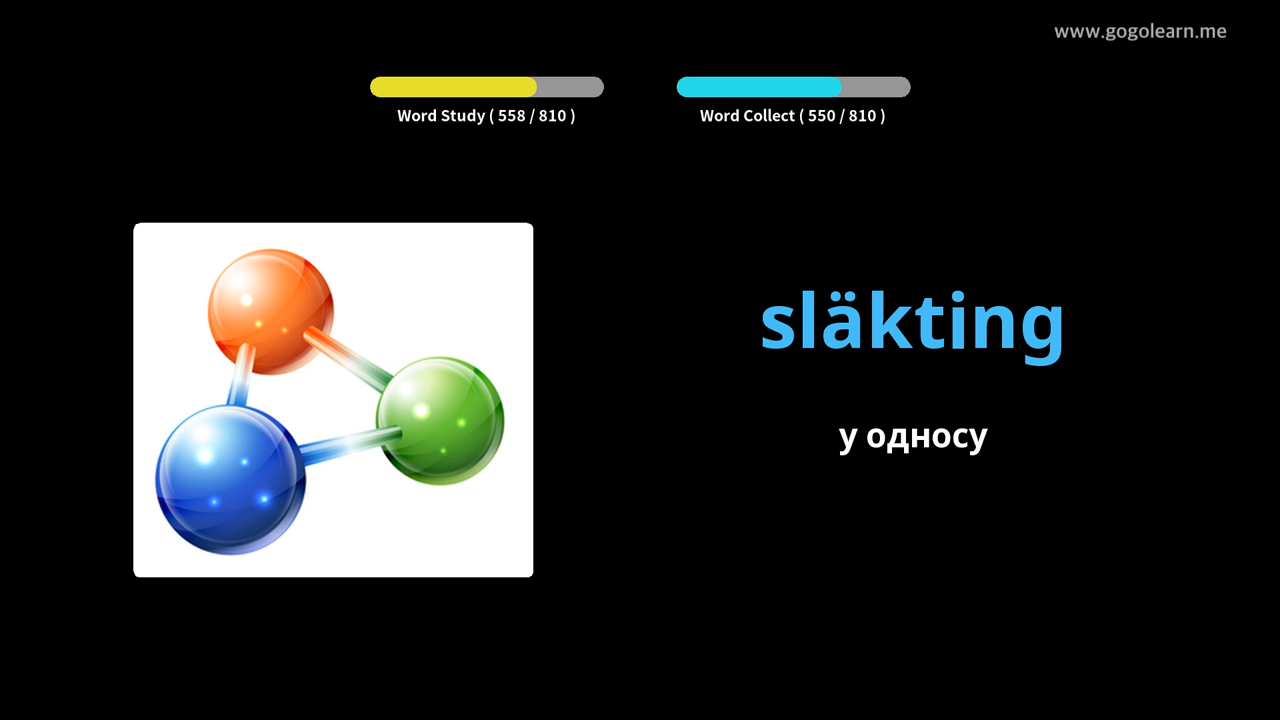 www.gogolearn.me
Word Study ( 558 / 810 )
Word Collect ( 550 / 810 )
släkting
у односу